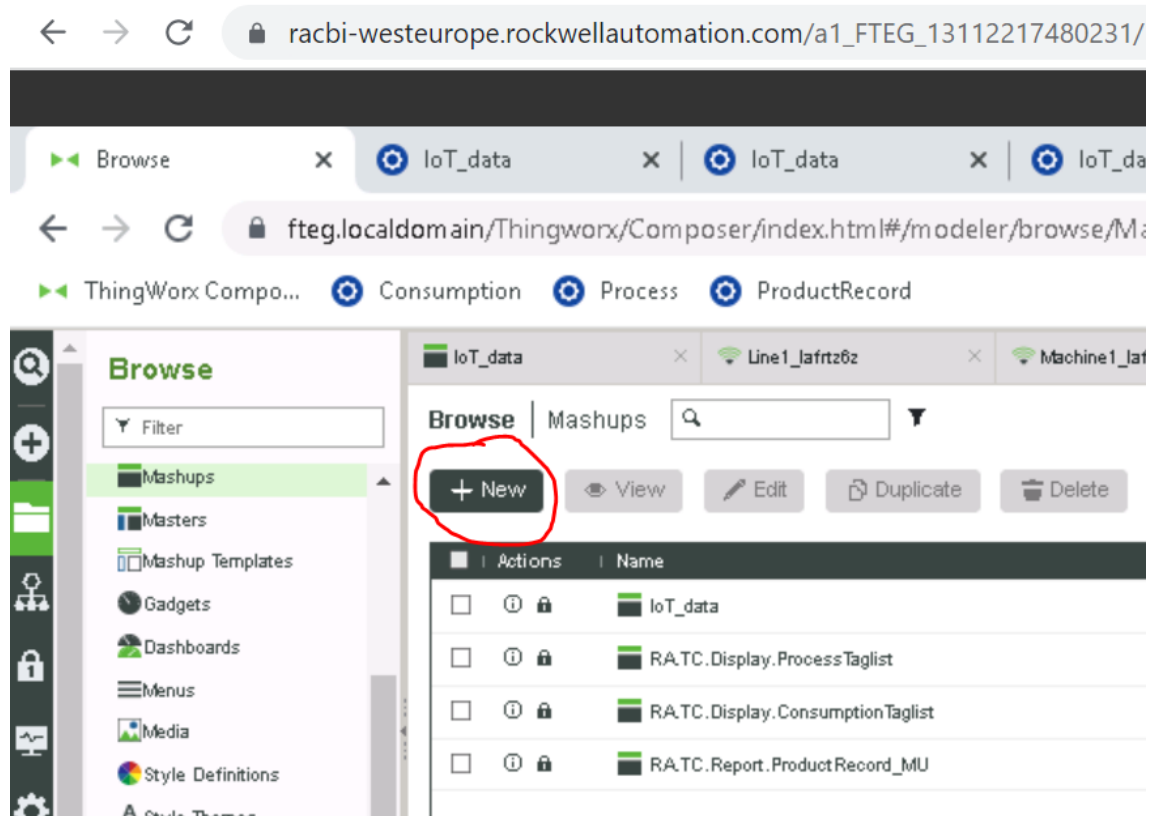 racbi-westeurope.rockwellautomation.com/a1_FTEG_13112217480231/
Browse IoT_data IoT_data IoT_da
fteg.localdomain/Thingworx/Composer/index.html#/modeler/browse/Ma
ThingWorx Compo... Consumption Process ProductRecord
Browse
Filter
Mashups
Masters
Mashup Templates
Gadgets
Dashboards
Menus
Media
Style Definitions
IoT_data Line1_lafrtz6z Machine1_laf
Browse Mashups
New View Edit Duplicate Delete
Actions Name
IoT_data
RA.TC.Display.ProcessTaglist
RA.TC.Display.ConsumptionTaglist
RA.TC.Report.ProductRecord_MU